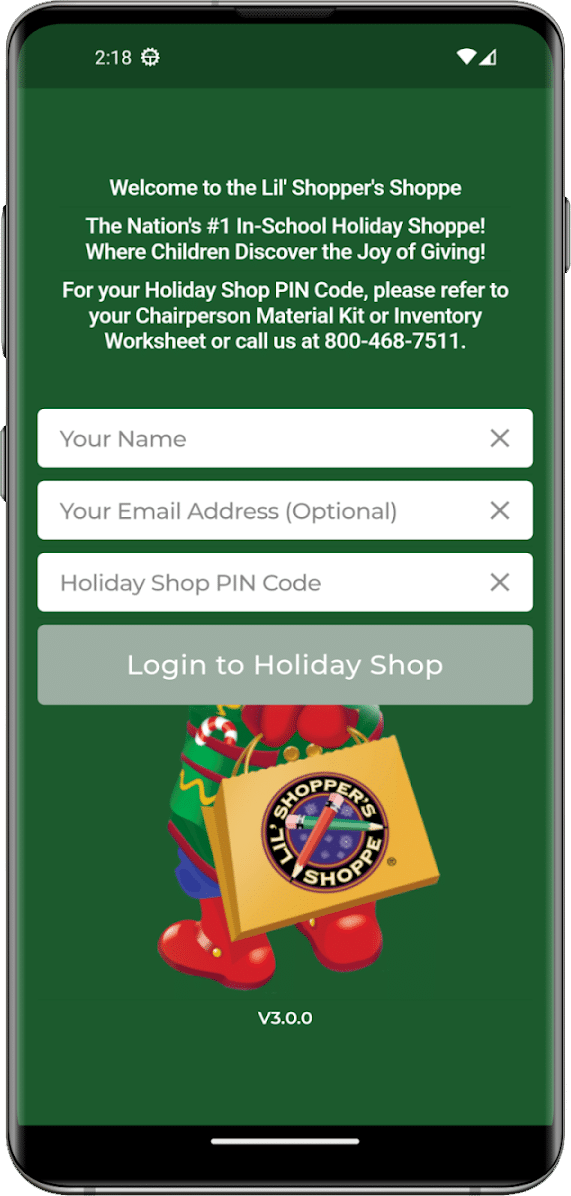 2:18
Welcome to the Lil' Shopper's Shoppe
The Nation's #1 In-School Holiday Shoppe!
Where Children Discover the Joy of Giving!
For your Holiday Shop PIN Code, please refer to
your Chairperson Material Kit or Inventory
Worksheet or call us at 800-468-7511.
Your Name
Your Email Address (Optional)
Holiday Shop PIN Code
Login to Holiday Shop
LIL' SHOPPER'S
SHOPPE
®
V3.0.0